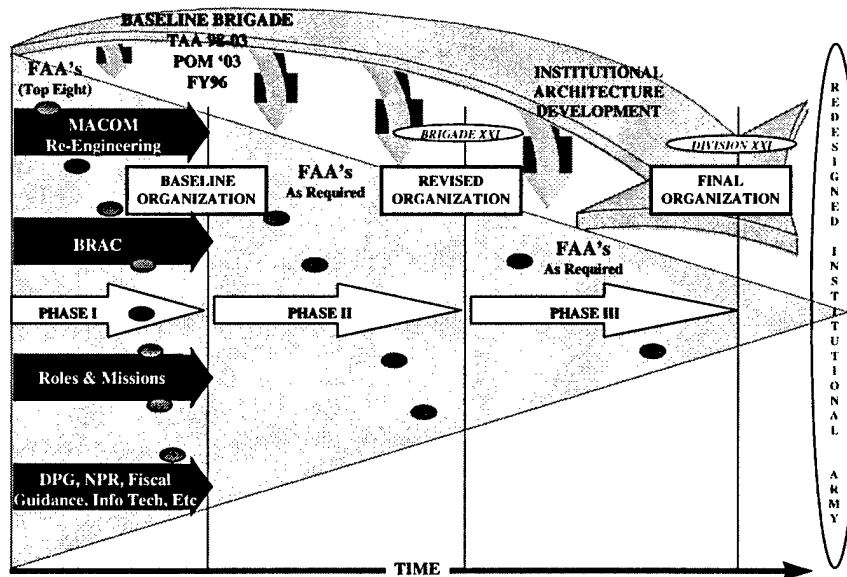 BASELINE BRIGADE
TAA 98-03
POM '03
FY96
FAA's
(Top Eight)
INSTITUTIONAL
ARCHITECTURE
DEVELOPMENT
MACOM
Re-Engineering
BRIGADE XXI
DIVISION XXI
BASELINE
ORGANIZATION
FAA's
As Required
REVISED
ORGANIZATION
FINAL
ORGANIZATION
BRAC
FAA's
As Required
PHASE I
PHASE II
PHASE III
Roles & Missions
DPG, NPR, Fiscal
Guidance, Info Tech, Etc
TIME
REDESIGNED INSTITUTIONAL ARMY